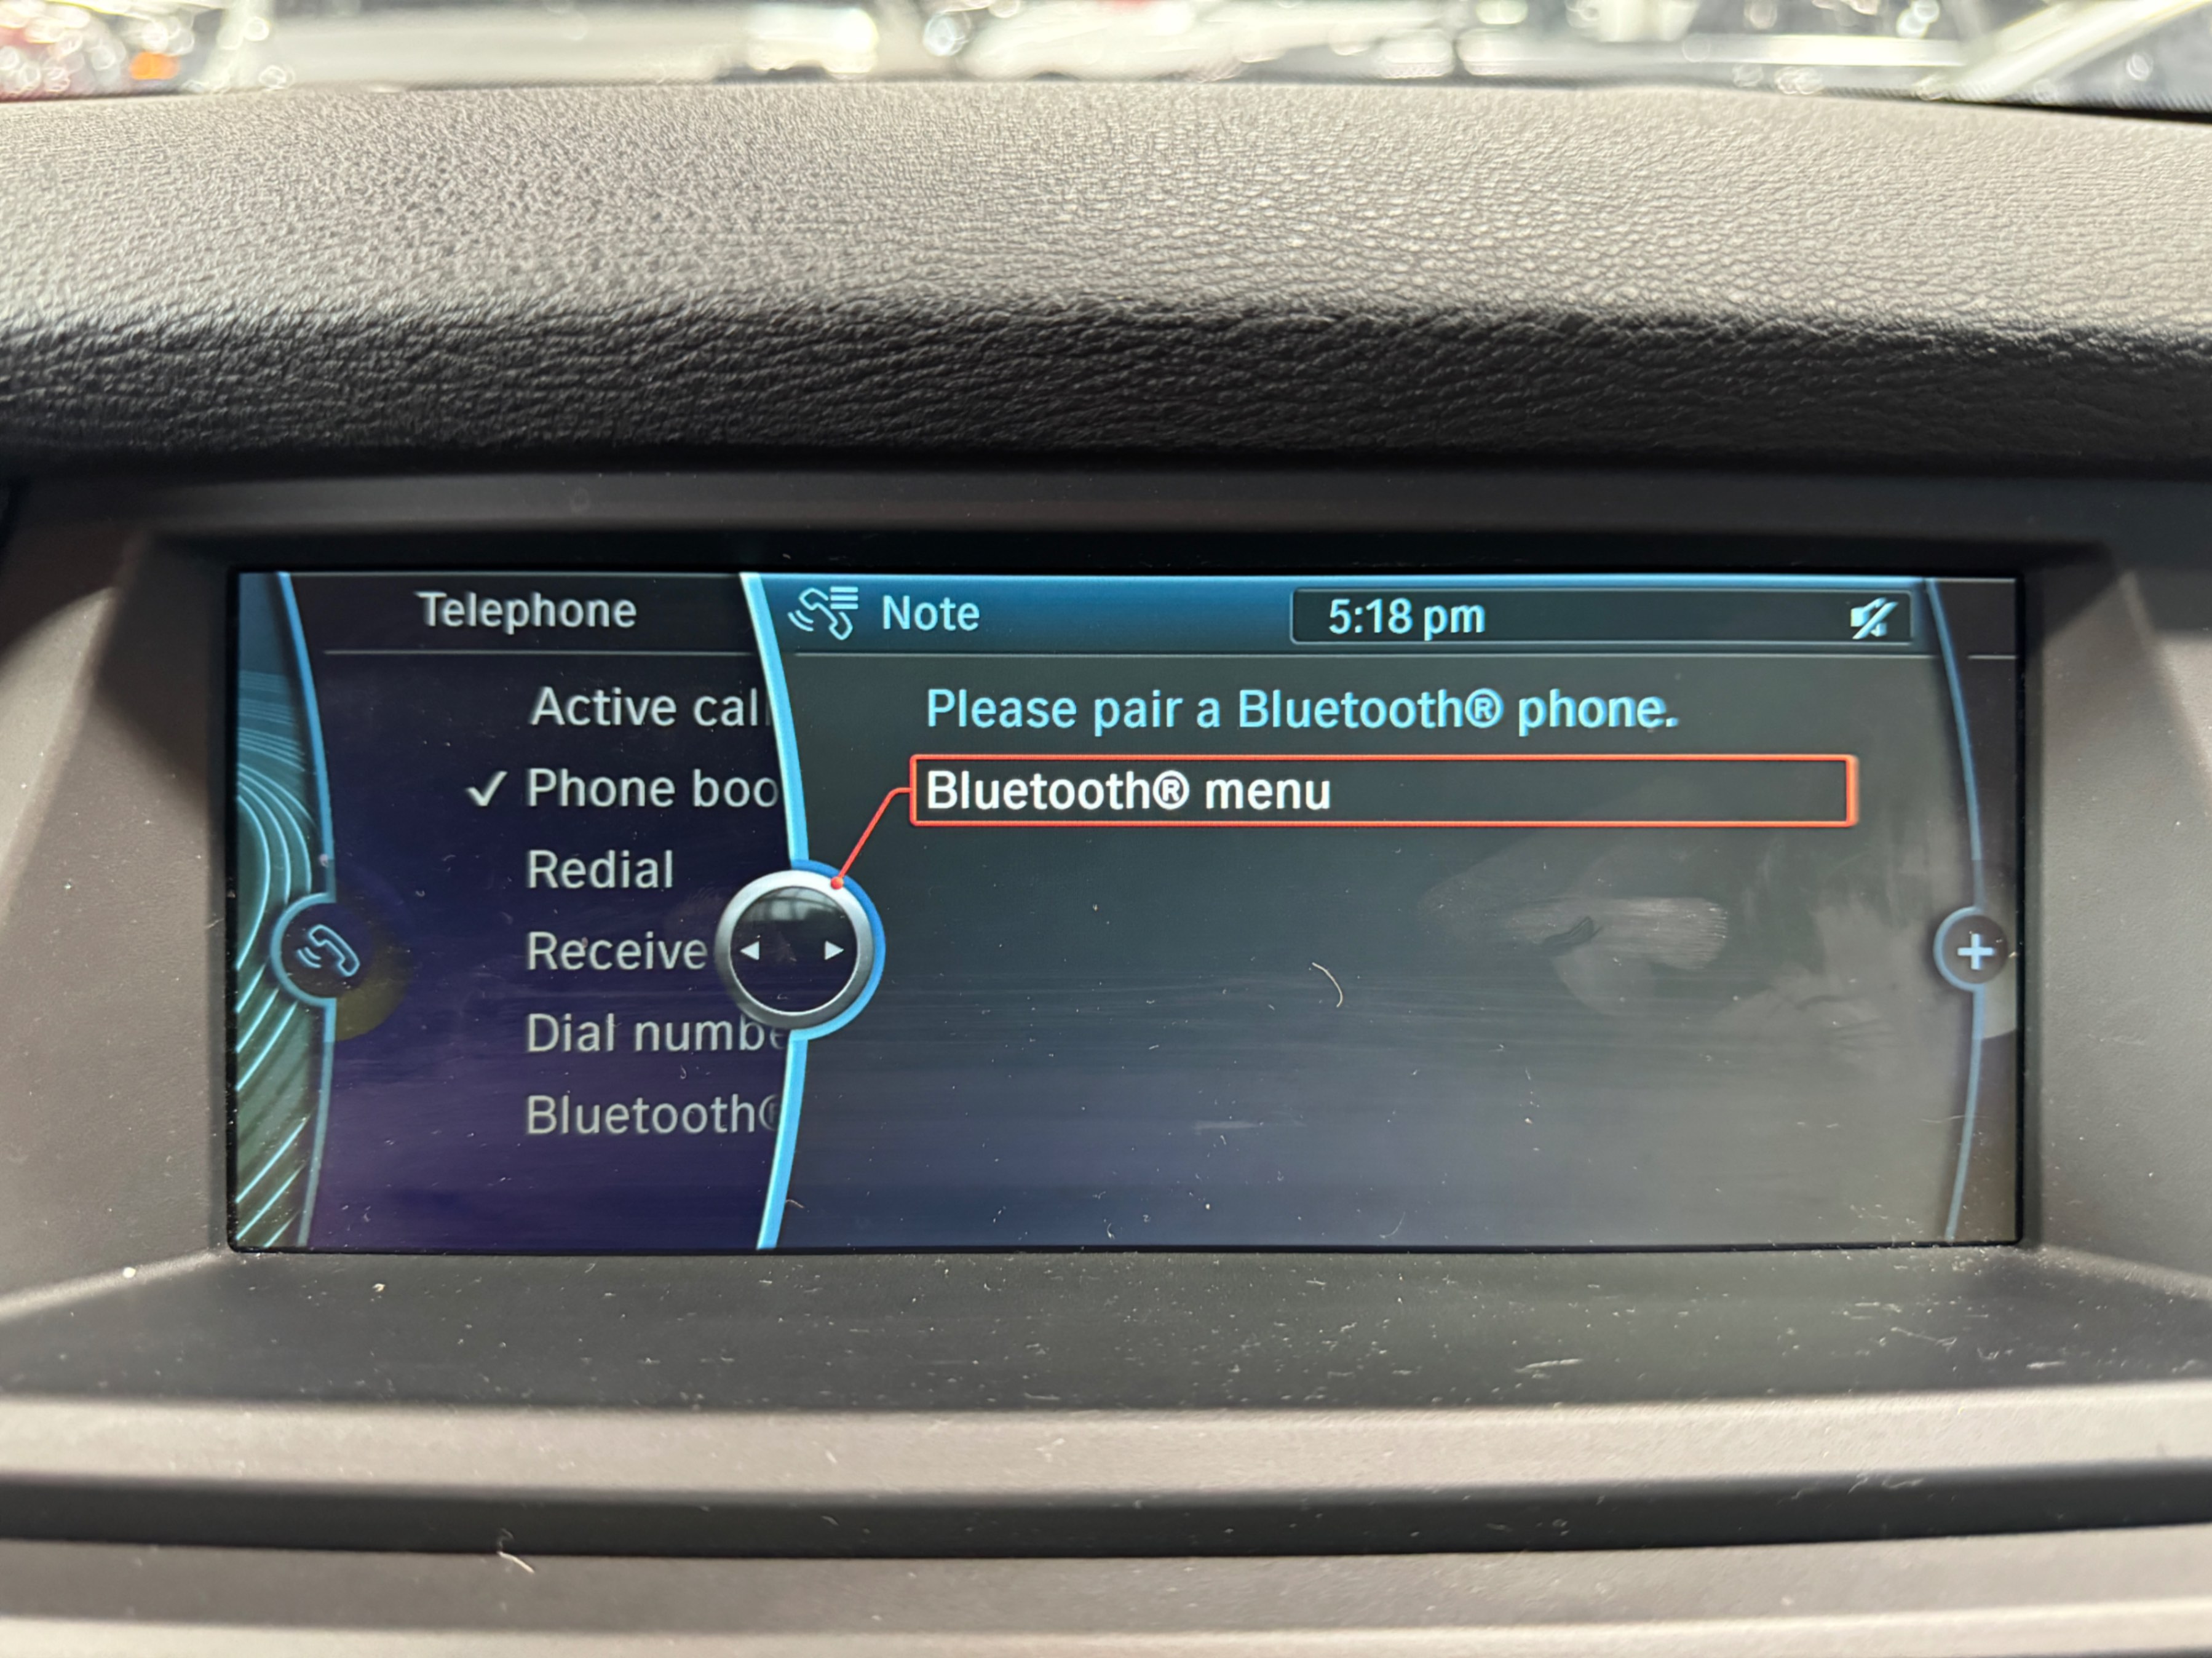 Telephone
Active cal
✓ Phone boo
Redial
Receive
Dial numb
Bluetooth®
Note
5:18 pm
Please pair a Bluetooth® phone.
Bluetooth® menu